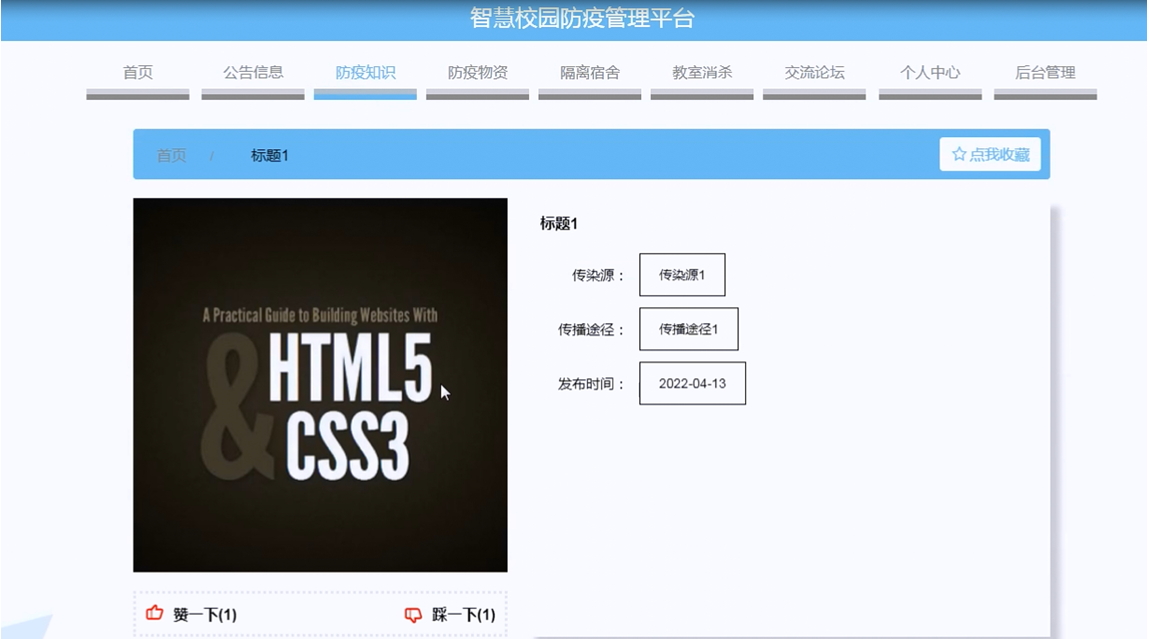 智慧校园防疫管理平台
首页 公告信息 防疫知识 防疫物资 隔离宿舍 教室消杀 交流论坛 个人中心 后台管理
首页 / 标题1 ☆点我收藏
标题1
传染源： 传染源1
传播途径： 传播途径1
发布时间： 2022-04-13
A Practical Guide to Building Websites With
& HTML5
CSS3
赞一下(1) 踩一下(1)